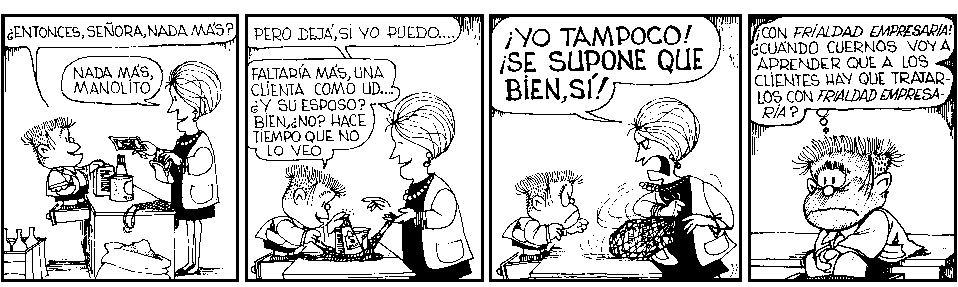 ¿ENTONCES, SEÑORA, NADA MÁS?
NADA MÁS,
MANOLITO
PERO DEJÁ, SI YO PUEDO....
FALTARÍA MÁS, UNA
CLIENTA COMO UD...
¿Y SU ESPOSO?
BIEN, ¿NO? HACE
TIEMPO QUE NO
LO VEO
¡YO TAMPOCO!
¡SE SUPONE QUE
BIEN, SÍ!
¡CON FRIALDAD EMPRESARIA!
¿CUÁNDO CUERNOS VOY A
APRENDER QUE A LOS
CLIENTES HAY QUE TRATAR-
LOS CON FRIALDAD EMPRESA-
RIA?